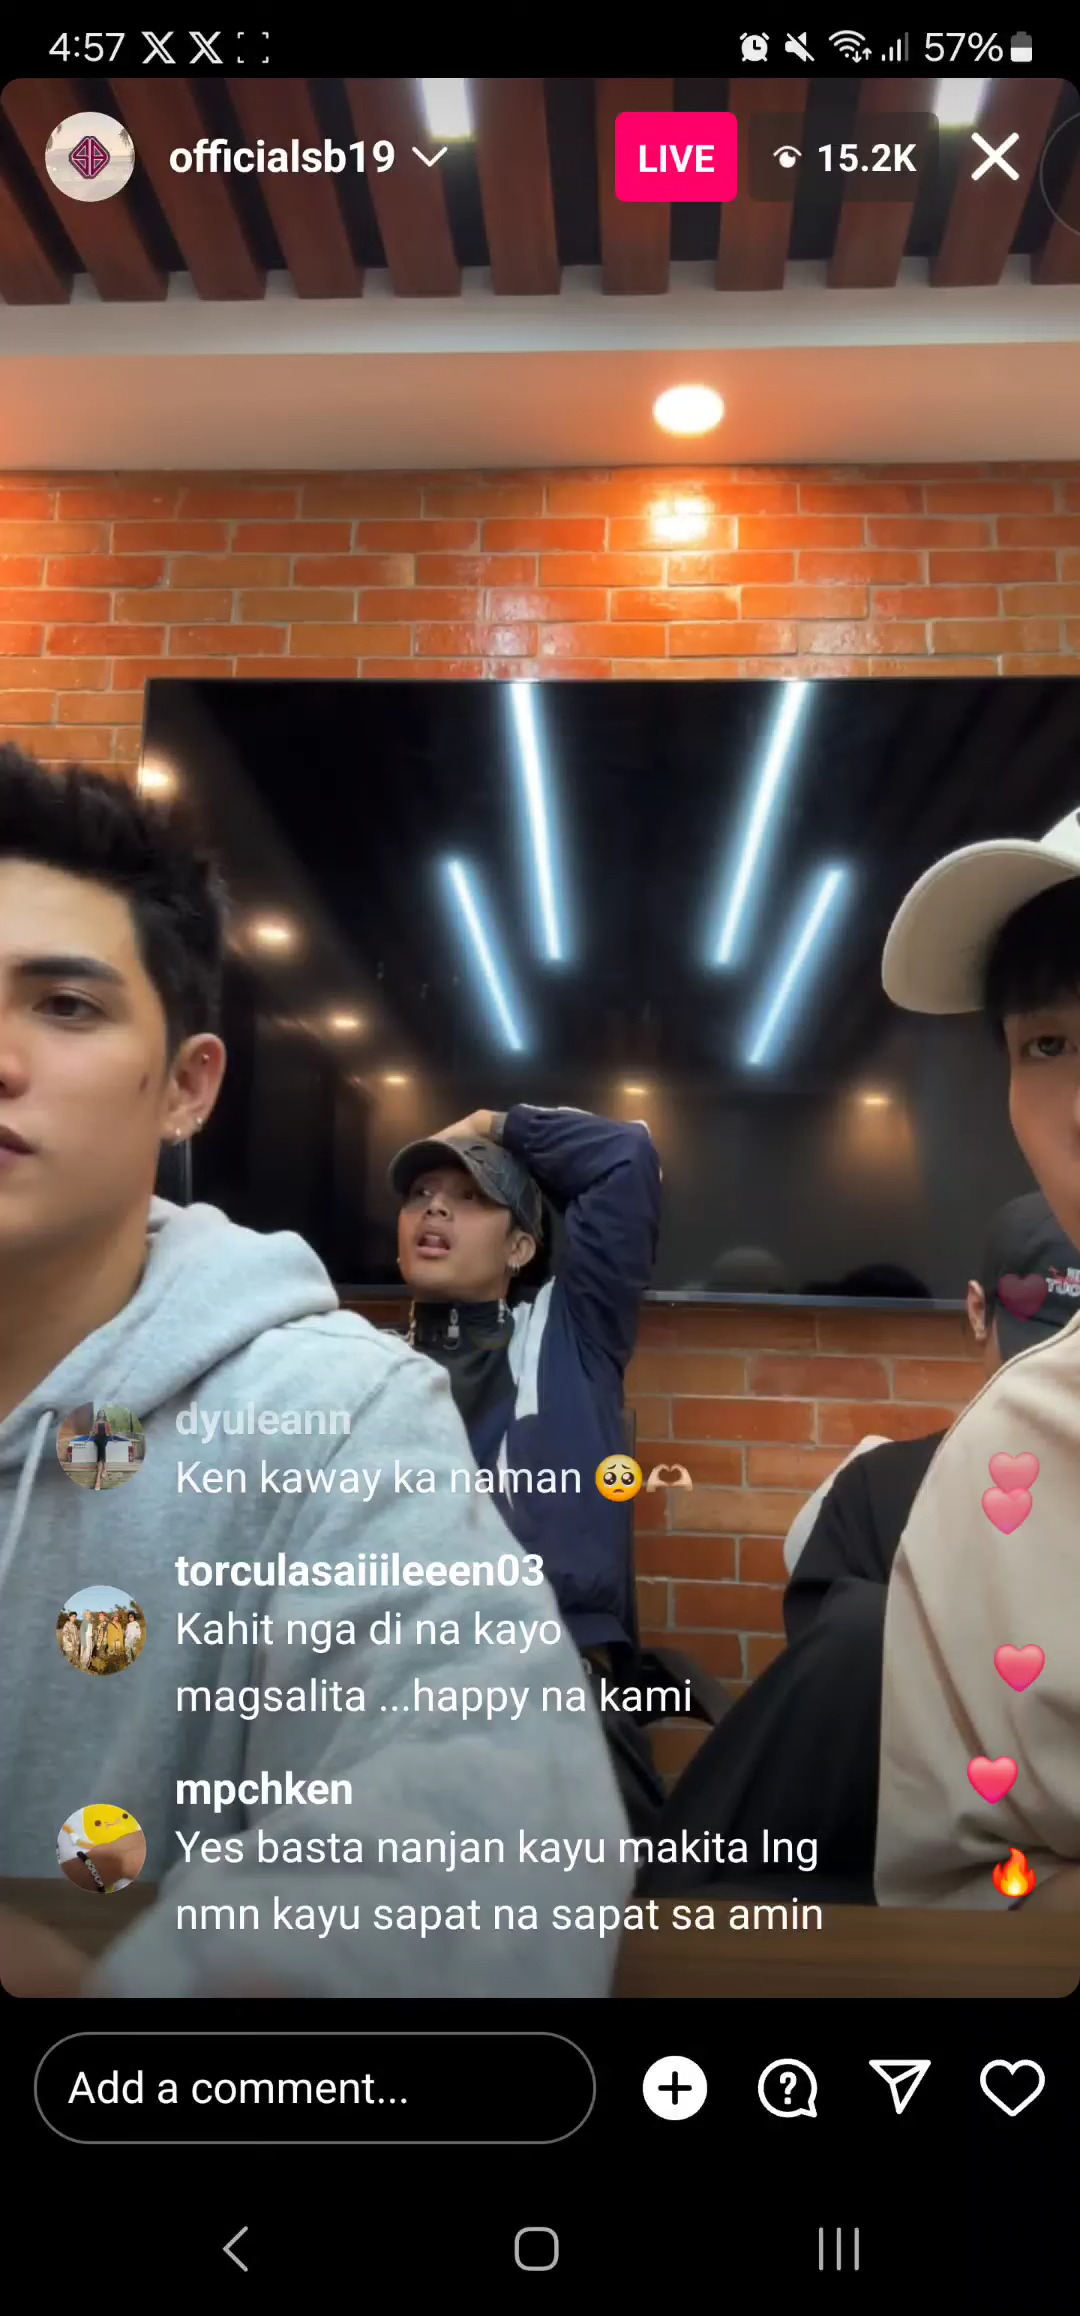 4:57 57%
officialsb19 LIVE 15.2K
dyuleann
Ken kaway ka naman 🥺🫶
torculasaiiileeen03
Kahit nga di na kayo
magsalita ...happy na kami
mpchken
Yes basta nanjan kayu makita lng
nmn kayu sapat na sapat sa amin
Add a comment...